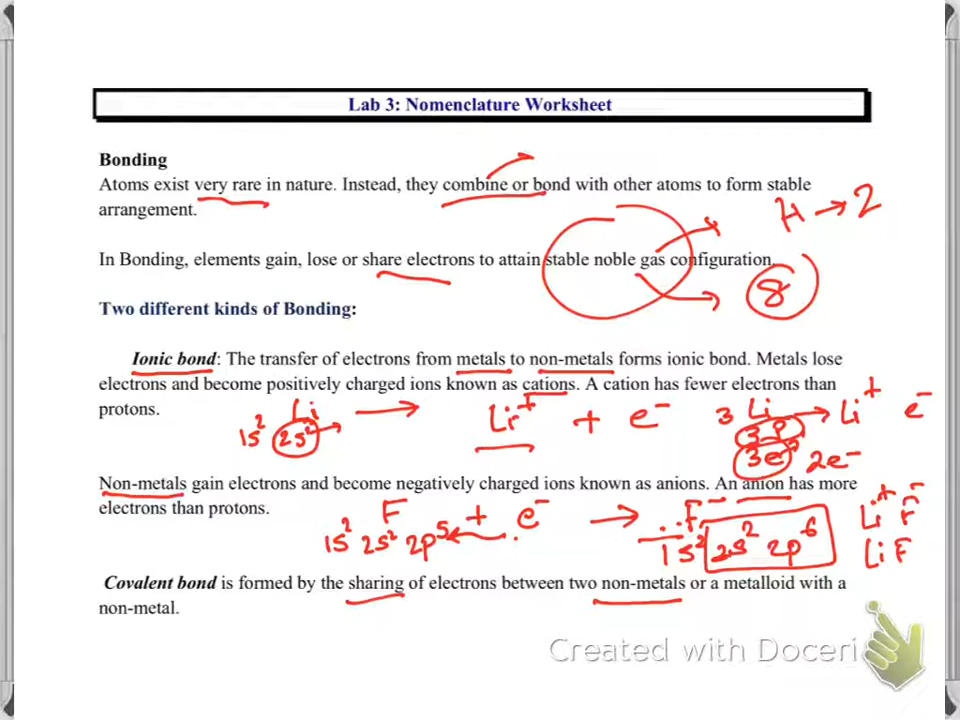 Lab 3: Nomenclature Worksheet
Bonding
Atoms exist very rare in nature. Instead, they combine or bond with other atoms to form stable
arrangement.
H → 2
In Bonding, elements gain, lose or share electrons to attain stable noble gas configuration.
8
Two different kinds of Bonding:
Ionic bond: The transfer of electrons from metals to non-metals forms ionic bond. Metals lose
electrons and become positively charged ions known as cations. A cation has fewer electrons than
protons.
Li → Li⁺ + e⁻ 3 Li → Li⁺ e⁻
1s² 2s² 3P
3e⁻ 2e⁻
Non-metals gain electrons and become negatively charged ions known as anions. An anion has more
electrons than protons.
F + e⁻ → F⁻ Li⁺ F⁻
1s² 2s² 2p⁵ 1s² 2s² 2p⁶ LiF
Covalent bond is formed by the sharing of electrons between two non-metals or a metalloid with a
non-metal.
Created with Doceri